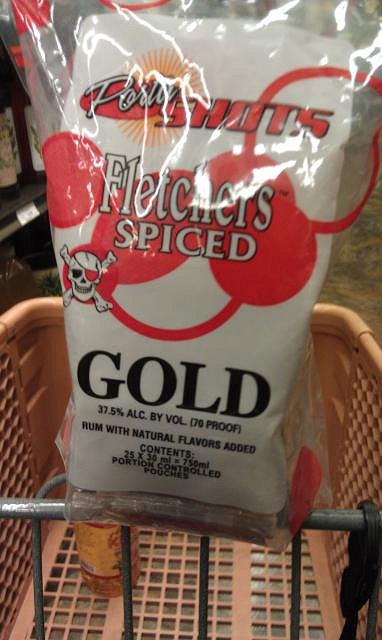 SHOTS
Fletchers™
SPICED
GOLD
37.5% ALC. BY VOL. (70 PROOF)
RUM WITH NATURAL FLAVORS ADDED
CONTENTS:
25 X 30 ml = 750ml
PORTION CONTROLLED
POUCHES